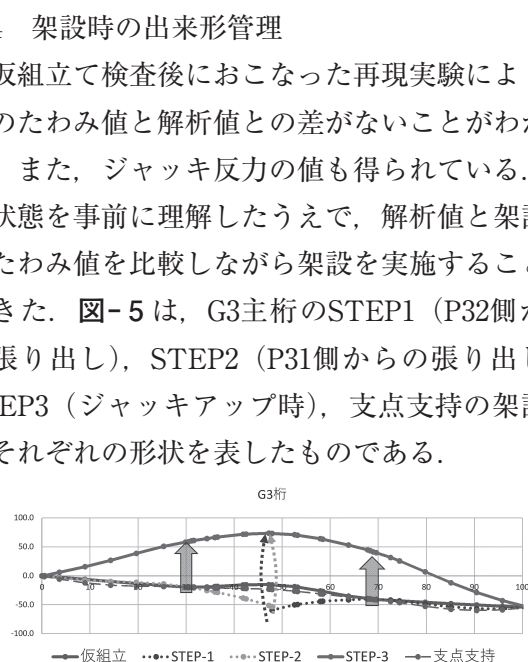 架設時の出来形管理
仮組立て検査後におこなった再現実験によ
のたわみ値と解析値との差がないことがわか
また，ジャッキ反力の値も得られている．
状態を事前に理解したうえで，解析値と架設
たわみ値を比較しながら架設を実施すること
きた．図-5は，G3主桁のSTEP1（P32側か
張り出し），STEP2（P31側からの張り出し
EP3（ジャッキアップ時），支点支持の架設
それぞれの形状を表したものである．
G3桁
100.0
50.0
0.0
-50.0
-100.0
0 10 20 30 40 50 60 70 80 90 100
仮組立 STEP-1 STEP-2 STEP-3 支点支持